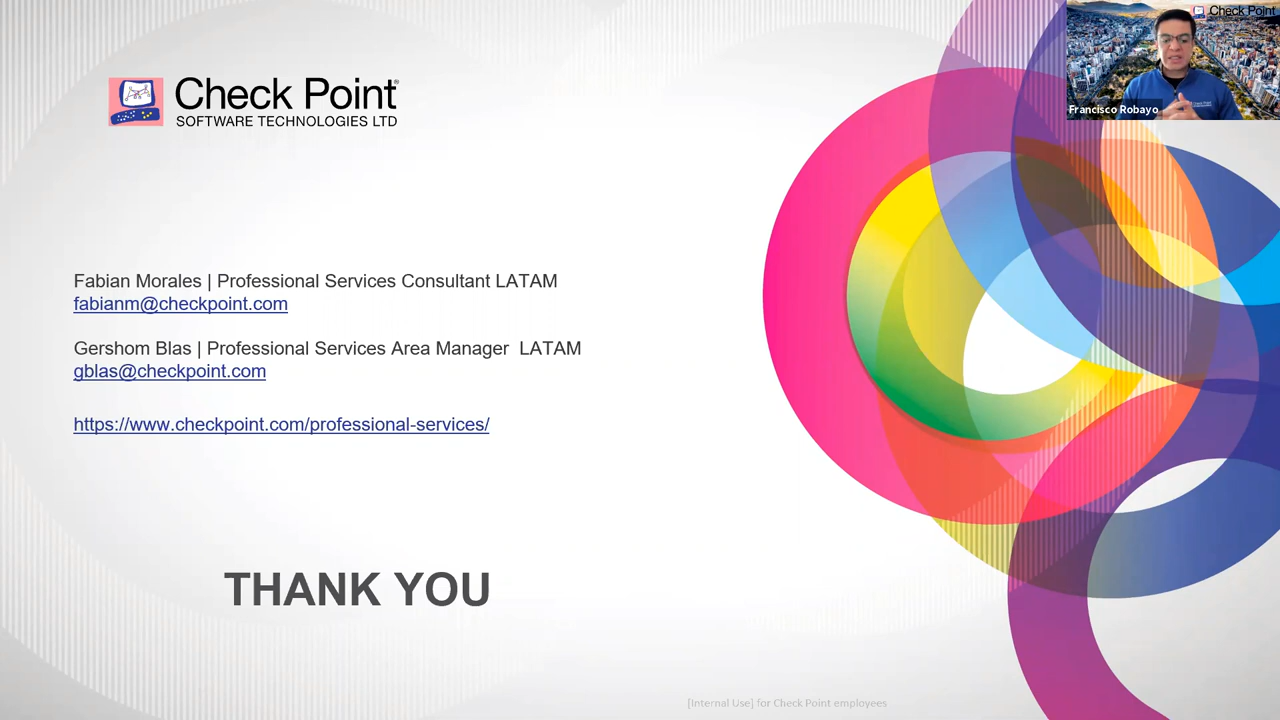 Check Point
SOFTWARE TECHNOLOGIES LTD
Check Point
Francisco Robayo
Fabian Morales | Professional Services Consultant LATAM
fabianm@checkpoint.com
Gershom Blas | Professional Services Area Manager LATAM
gblas@checkpoint.com
https://www.checkpoint.com/professional-services/
THANK YOU
[Internal Use] for Check Point employees